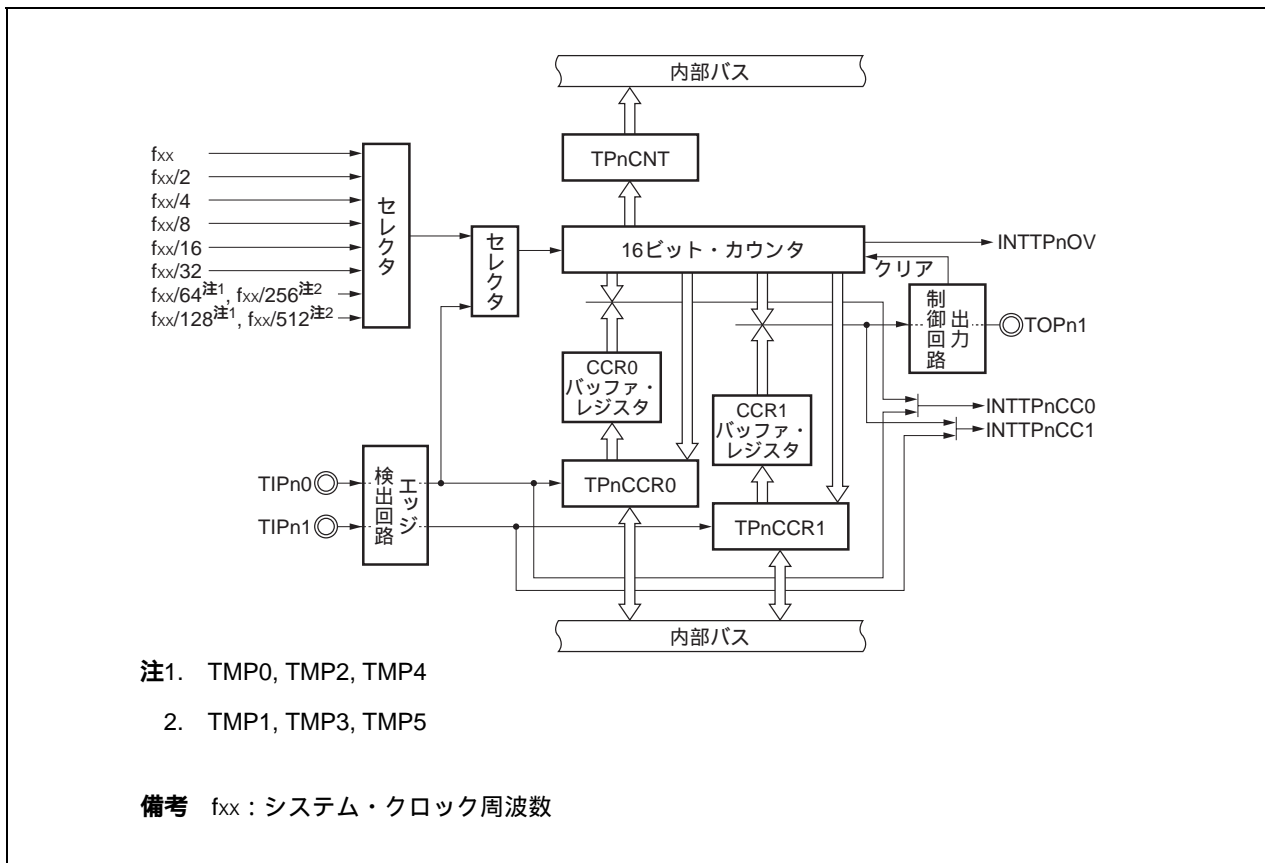 内部バス
TPnCNT
fXX
fXX/2
fXX/4
fXX/8
fXX/16
fXX/32
fXX/64注1, fXX/256注2
fXX/128注1, fXX/512注2
セレクタ
セレクタ
16ビット・カウンタ
INTTPnOV
クリア
出力
制御回路
TOPn1
CCR0
バッファ・
レジスタ
CCR1
バッファ・
レジスタ
INTTPnCC0
INTTPnCC1
TIPn0
TIPn1
エッジ
検出回路
TPnCCR0
TPnCCR1
内部バス
注1. TMP0, TMP2, TMP4
2. TMP1, TMP3, TMP5
備考 fXX：システム・クロック周波数